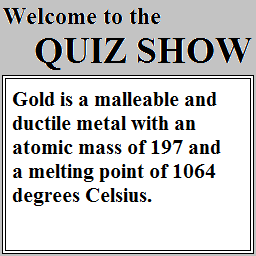 Welcome to the
QUIZ SHOW
Gold is a malleable and
ductile metal with an
atomic mass of 197 and
a melting point of 1064
degrees Celsius.